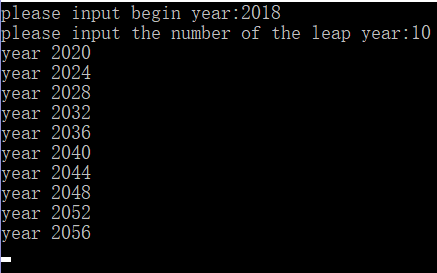 please input begin year:2018
please input the number of the leap year:10
year 2020
year 2024
year 2028
year 2032
year 2036
year 2040
year 2044
year 2048
year 2052
year 2056